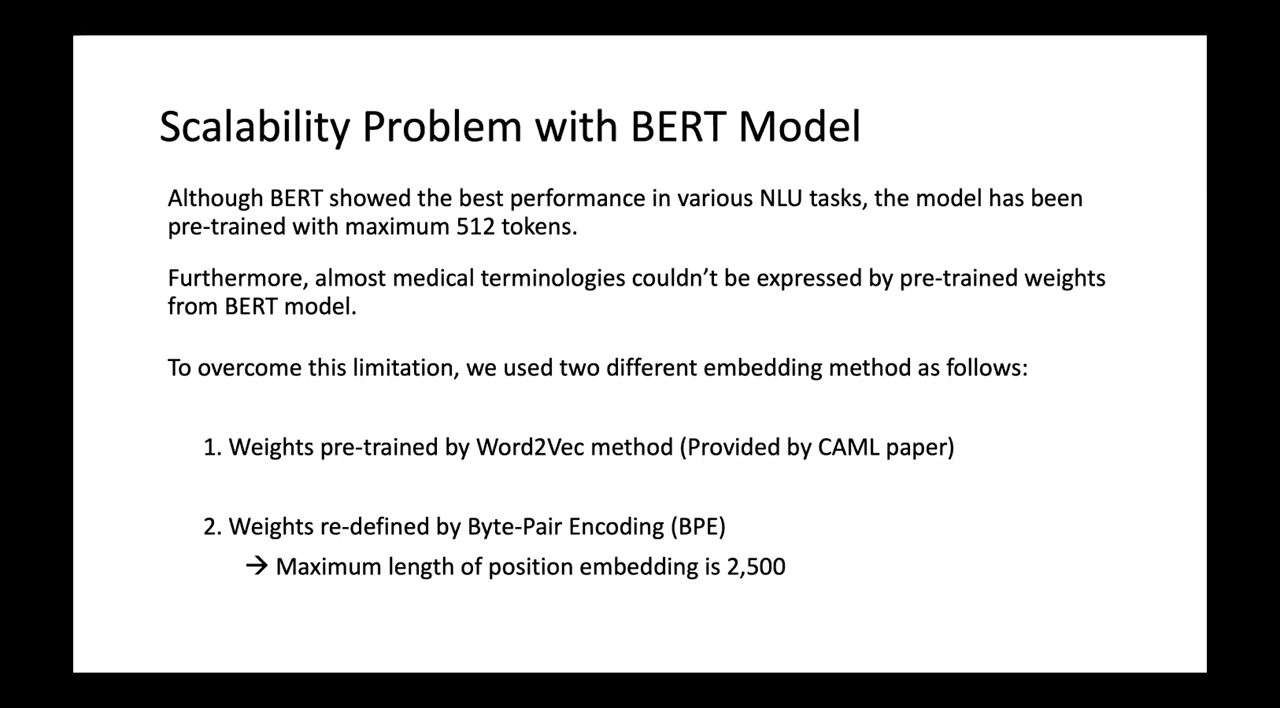 Scalability Problem with BERT Model
Although BERT showed the best performance in various NLU tasks, the model has been
pre-trained with maximum 512 tokens.
Furthermore, almost medical terminologies couldn’t be expressed by pre-trained weights
from BERT model.
To overcome this limitation, we used two different embedding method as follows:
1. Weights pre-trained by Word2Vec method (Provided by CAML paper)
2. Weights re-defined by Byte-Pair Encoding (BPE)
→ Maximum length of position embedding is 2,500